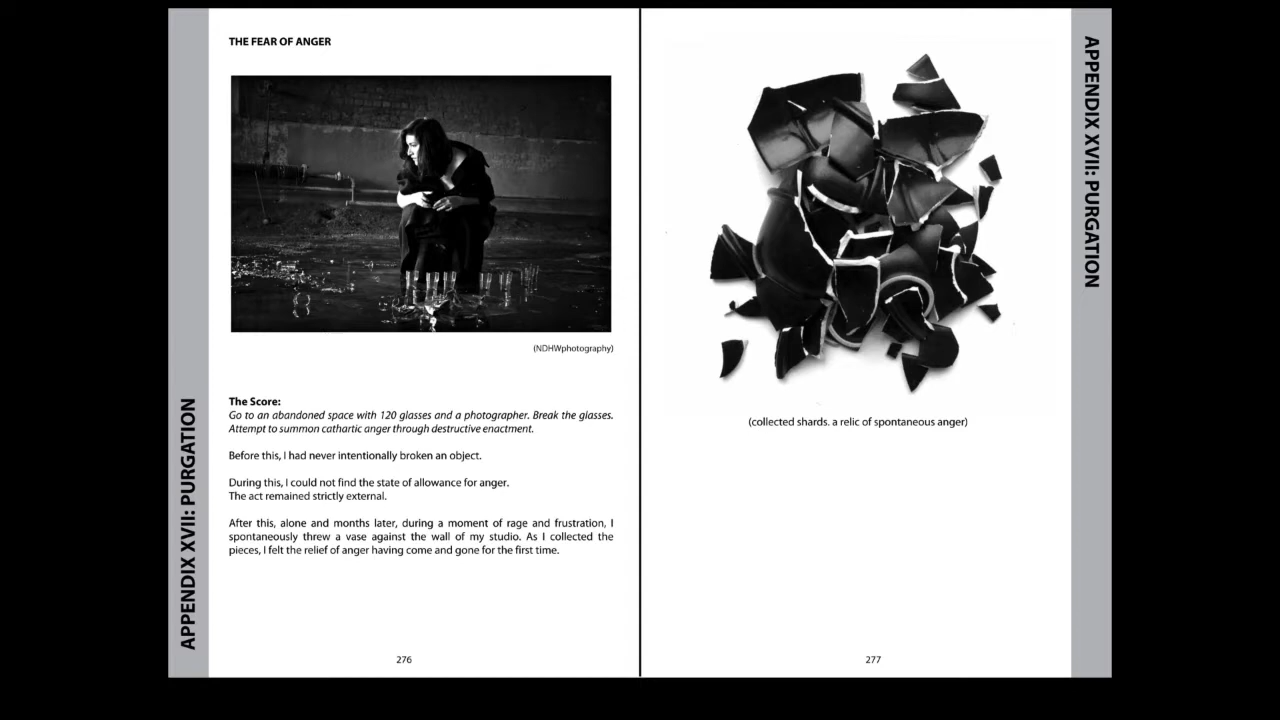 THE FEAR OF ANGER
(NDHWphotography)
The Score:
Go to an abandoned space with 120 glasses and a photographer. Break the glasses.
Attempt to summon cathartic anger through destructive enactment.
Before this, I had never intentionally broken an object.
During this, I could not find the state of allowance for anger.
The act remained strictly external.
After this, alone and months later, during a moment of rage and frustration, I
spontaneously threw a vase against the wall of my studio. As I collected the
pieces, I felt the relief of anger having come and gone for the first time.
APPENDIX XVII: PURGATION
276
(collected shards. a relic of spontaneous anger)
APPENDIX XVII: PURGATION
277